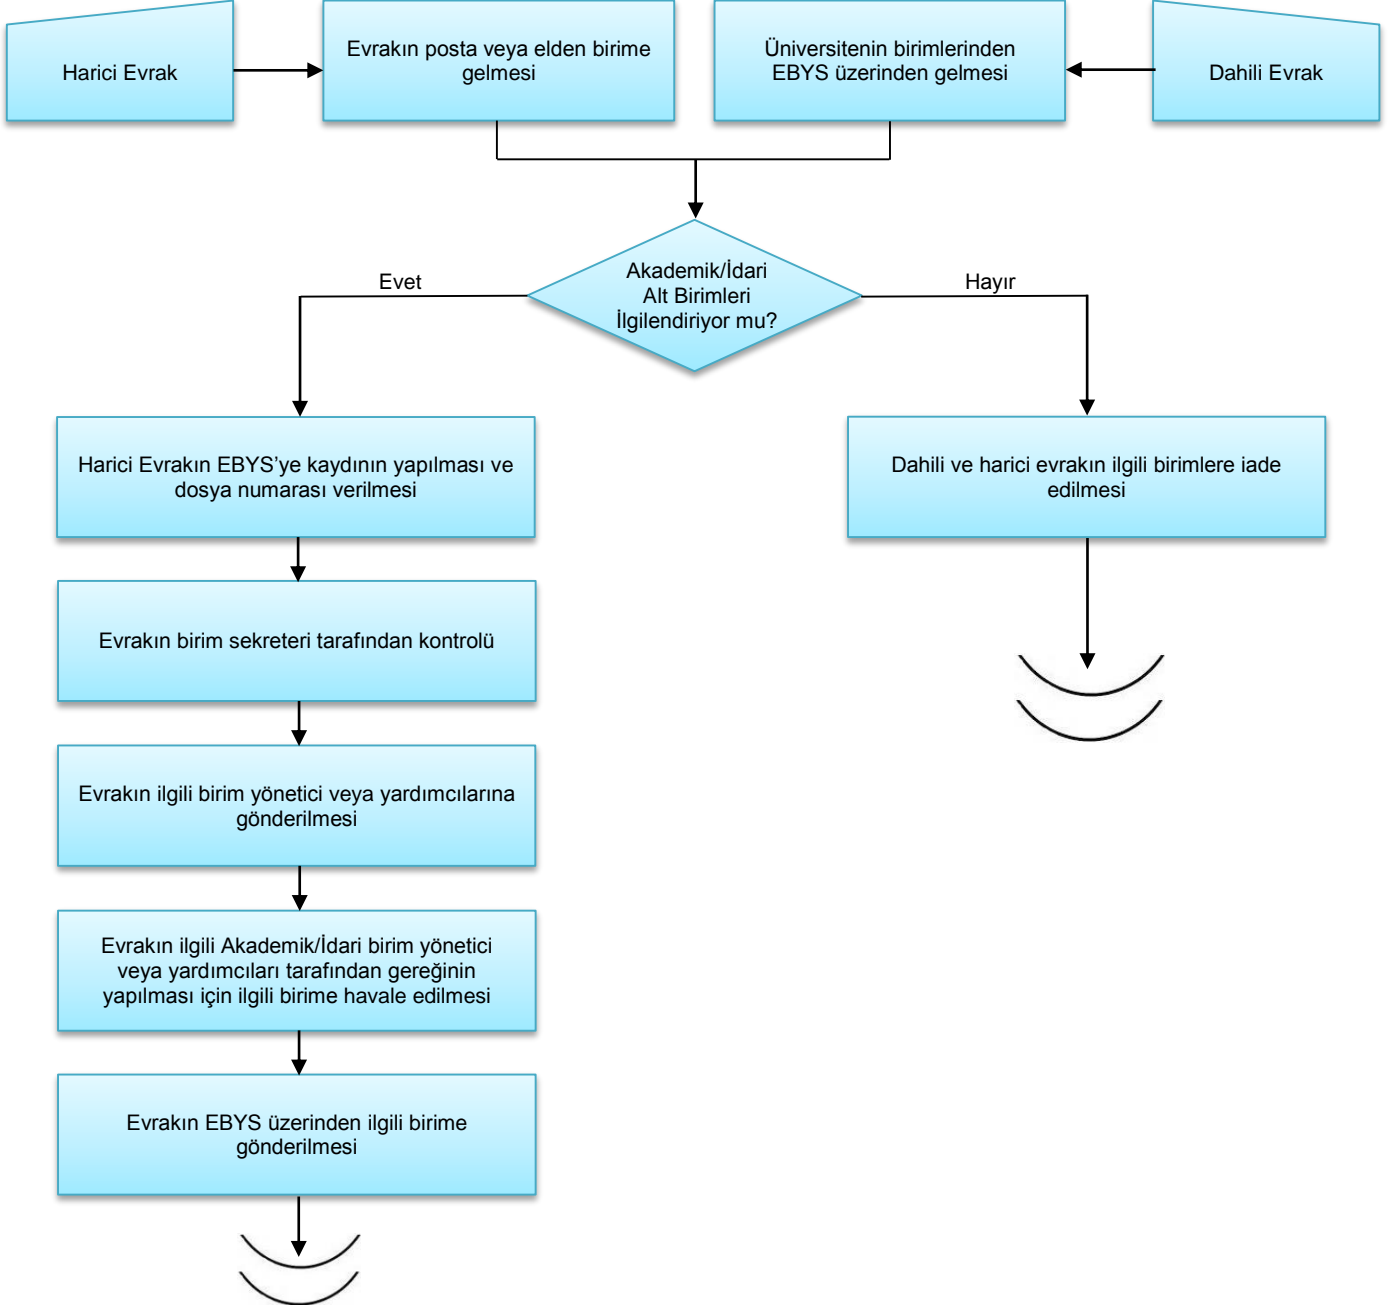 Harici Evrak
Evrakın posta veya elden birime
gelmesi
Üniversitenin birimlerinden
EBYS üzerinden gelmesi
Dahili Evrak
Akademik/İdari
Alt Birimleri
İlgilendiriyor mu?
Evet
Hayır
Harici Evrakın EBYS’ye kaydının yapılması ve
dosya numarası verilmesi
Dahili ve harici evrakın ilgili birimlere iade
edilmesi
Evrakın birim sekreteri tarafından kontrolü
Evrakın ilgili birim yönetici veya yardımcılarına
gönderilmesi
Evrakın ilgili Akademik/İdari birim yönetici
veya yardımcıları tarafından gereğinin
yapılması için ilgili birime havale edilmesi
Evrakın EBYS üzerinden ilgili birime
gönderilmesi